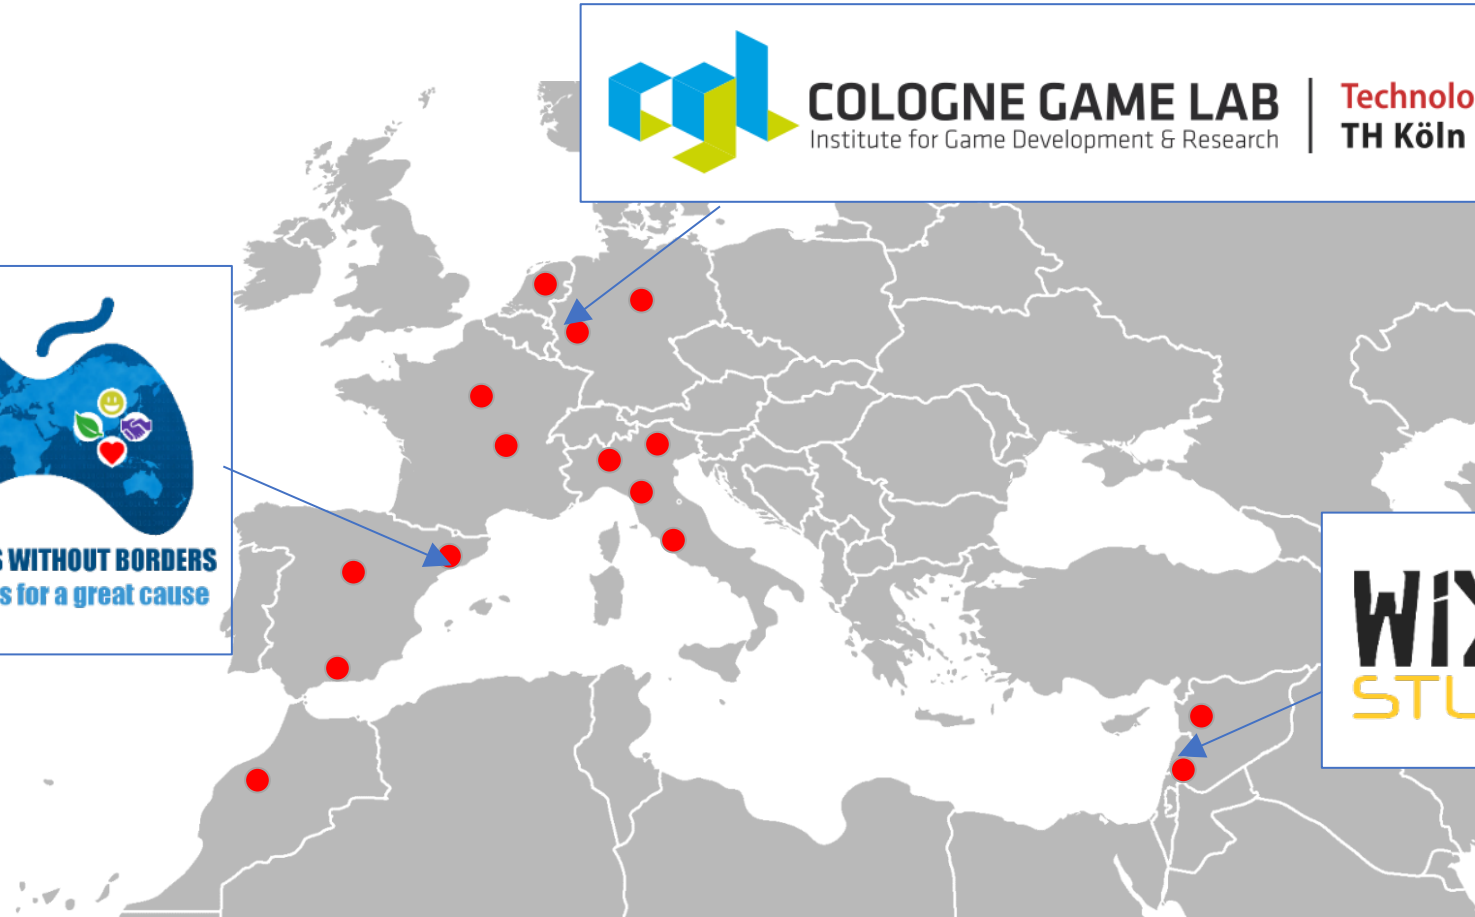 COLOGNE GAME LAB
Institute for Game Development & Research
Technolo
TH Köln
S WITHOUT BORDERS
s for a great cause
WiX
STU